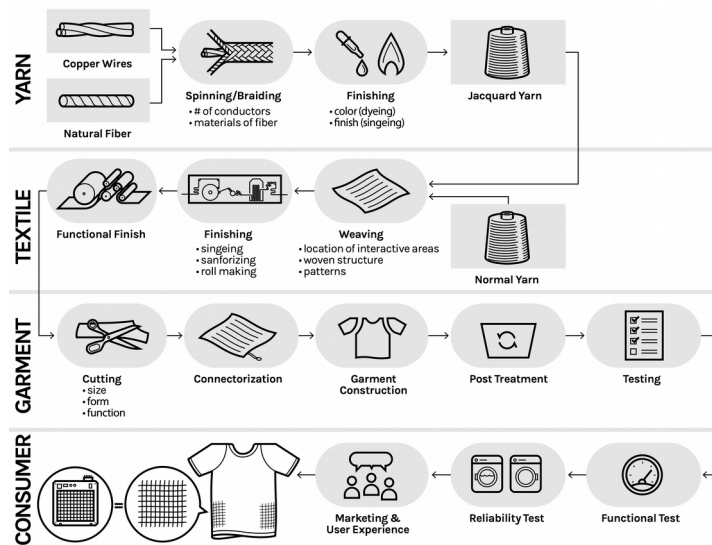 YARN
Copper Wires
Natural Fiber
Spinning/Braiding
• # of conductors
• materials of fiber
Finishing
• color (dyeing)
• finish (singeing)
Jacquard Yarn
TEXTILE
Functional Finish
Finishing
• singeing
• sanforizing
• roll making
Weaving
• location of interactive areas
• woven structure
• patterns
Normal Yarn
GARMENT
Cutting
• size
• form
• function
Connectorization
Garment
Construction
Post Treatment
Testing
CONSUMER
=
Marketing &
User Experience
Reliability Test
Functional Test